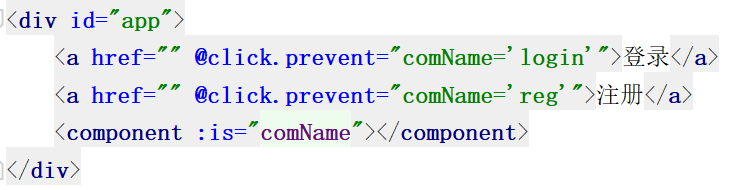 <div id="app">
<a href="" @click.prevent="comName='login'">登录</a>
<a href="" @click.prevent="comName='reg'">注册</a>
<component :is="comName"></component>
</div>